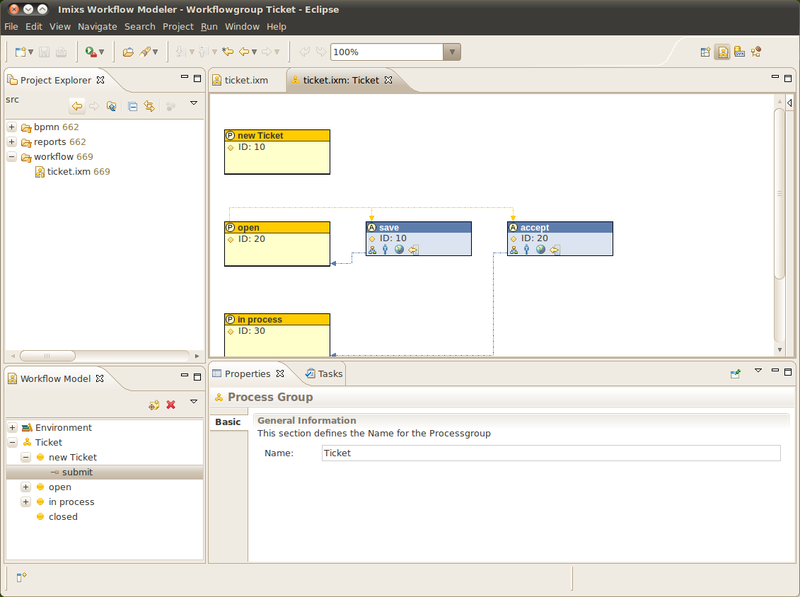 Imixs Workflow Modeler - Workflowgroup Ticket - Eclipse
File Edit View Navigate Search Project Run Window Help
100%
Project Explorer
src
bpmn 662
reports 662
workflow 669
ticket.ixm 669
ticket.ixm
ticket.ixm: Ticket
P new Ticket
ID: 10
P open
ID: 20
A save
ID: 10
A accept
ID: 20
P in process
ID: 30
Workflow Model
Environment
Ticket
new Ticket
submit
open
in process
closed
Properties
Tasks
Process Group
Basic
General Information
This section defines the Name for the Processgroup
Name: Ticket